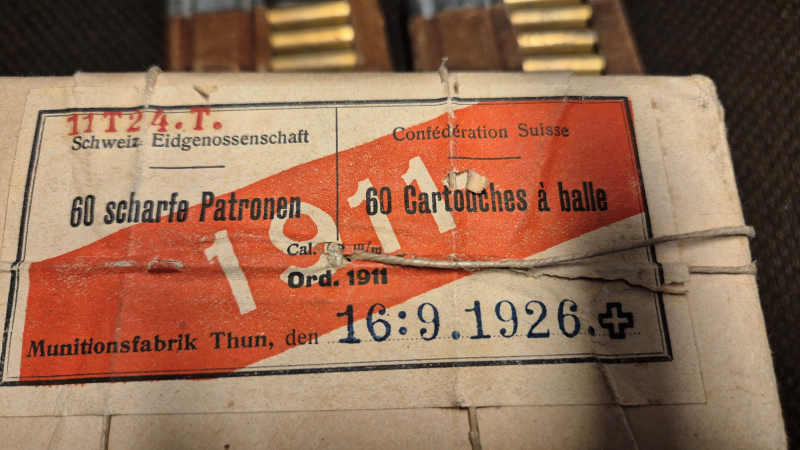 11T24.T.
Schweiz. Eidgenossenschaft
60 scharfe Patronen
Confédération Suisse
60 Cartouches à balle
1911
Cal. m/m
Ord. 1911
Munitionsfabrik Thun, den 16:9.1926.